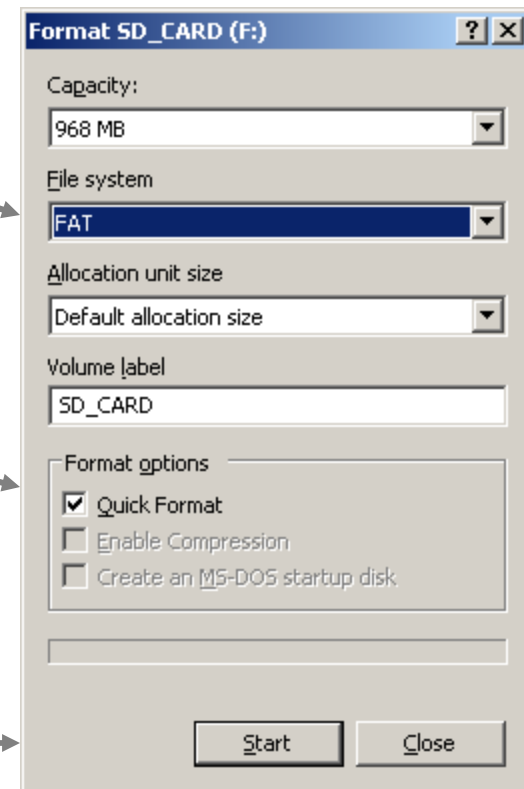 Format SD_CARD (F:)
Capacity:
968 MB
File system
FAT
Allocation unit size
Default allocation size
Volume label
SD_CARD
Format options
Quick Format
Enable Compression
Create an MS-DOS startup disk
Start Close